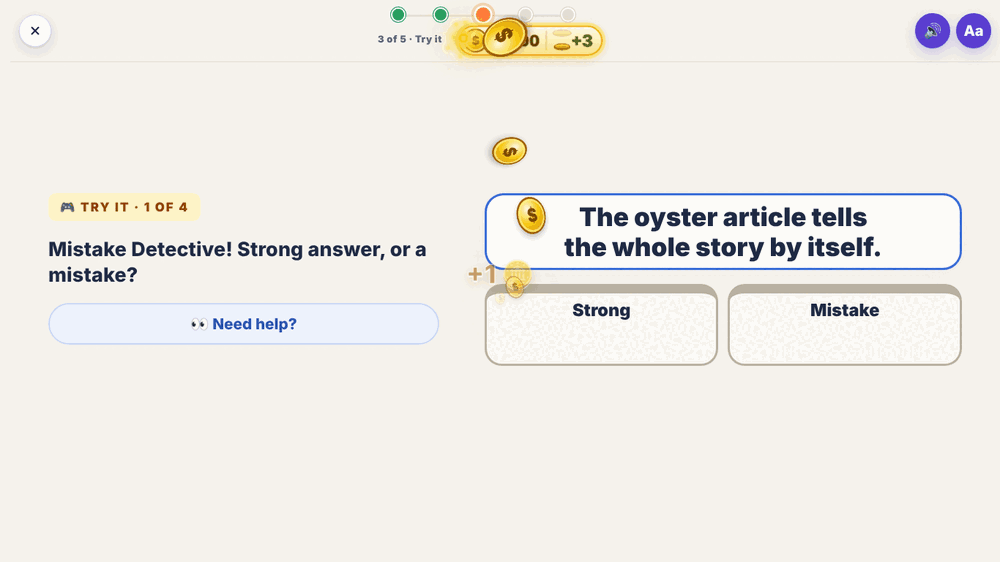 3 of 5 · Try it
+3
Aa
TRY IT · 1 OF 4
Mistake Detective! Strong answer, or a
mistake?
Need help?
The oyster article tells
the whole story by itself.
+1
Strong
Mistake